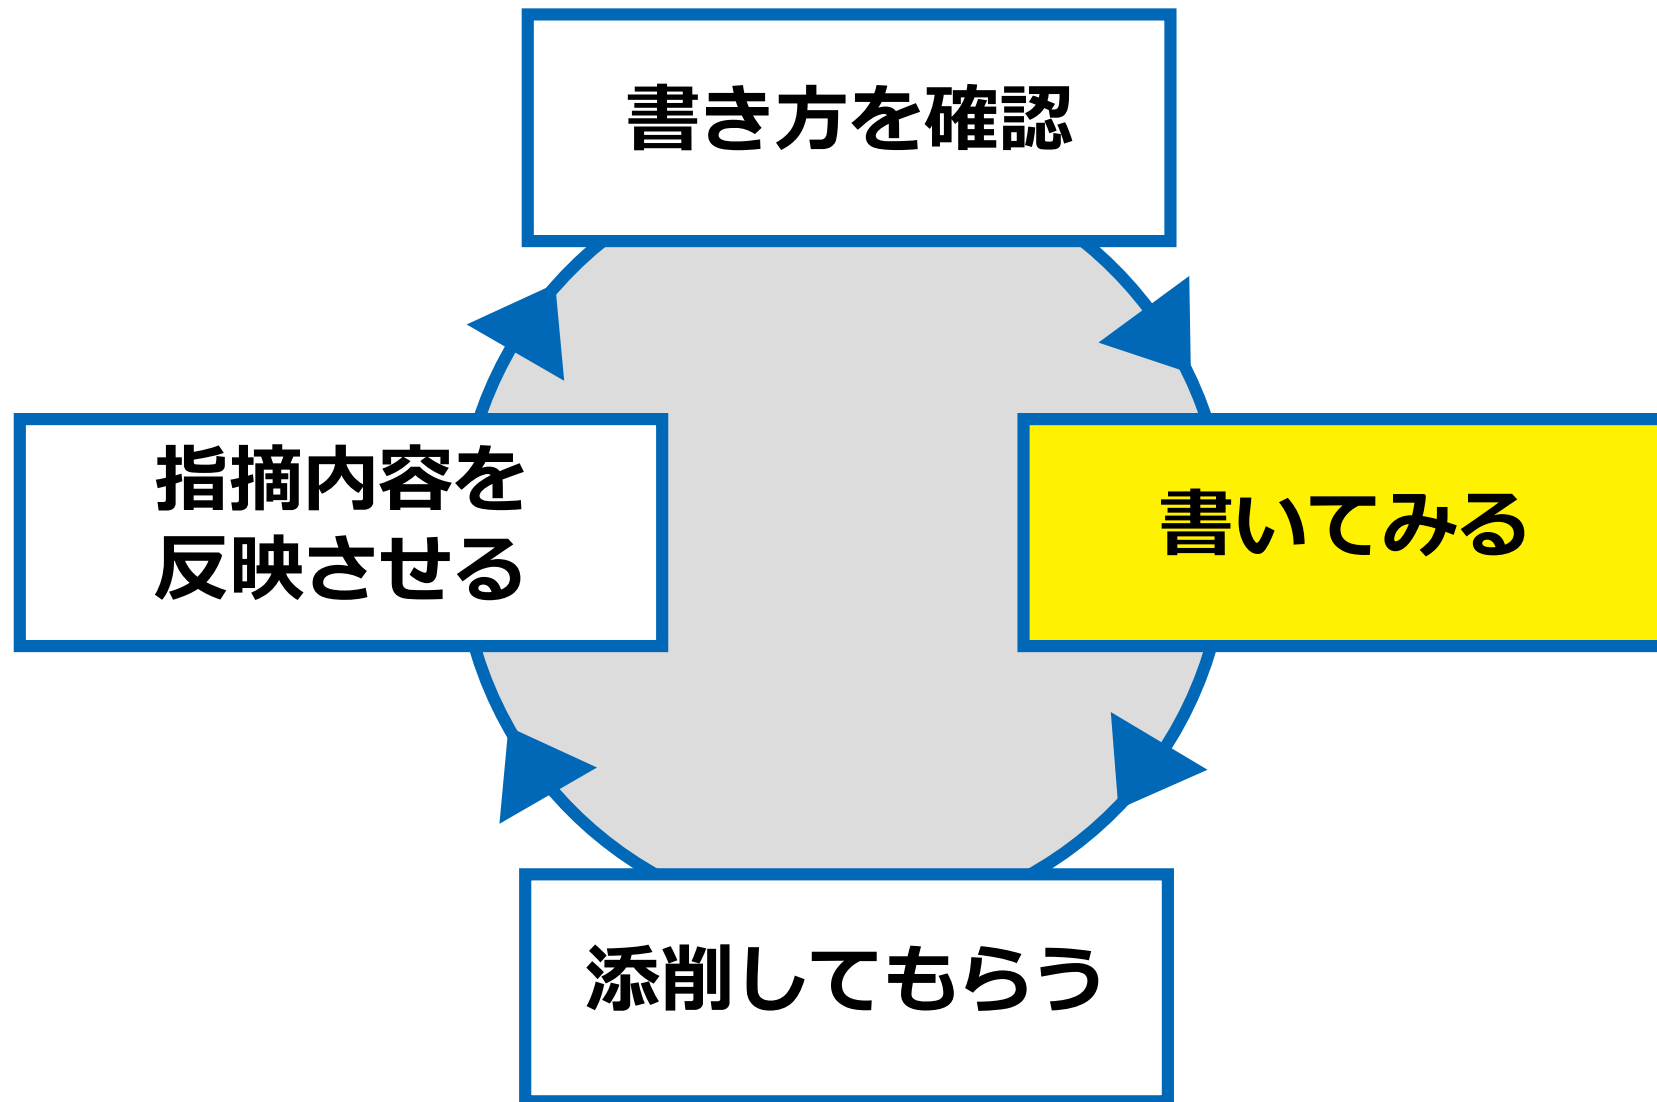 書き方を確認
指摘内容を
反映させる
書いてみる
添削してもらう